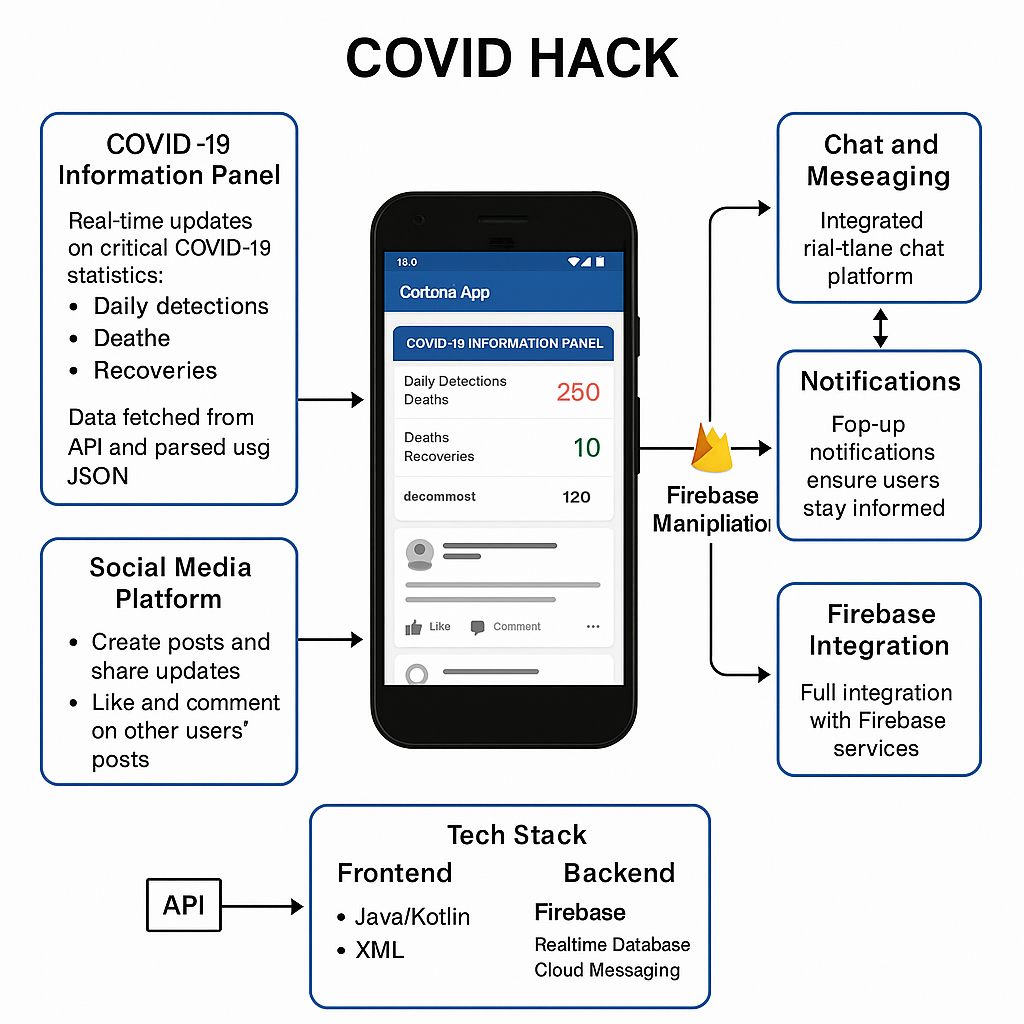 COVID HACK
COVID -19
Information Panel
Real-time updates
on critical COVID-19
statistics:
• Daily detections
• Deathe
• Recoveries
Data fetched from
API and parsed usg
JSON
Social Media
Platform
• Create posts and
share updates
• Like and comment
on other users'
posts
18.0
Cortona App
COVID-19 INFORMATION PANEL
Daily Detections
Deaths
250
Deaths
Recoveries
10
decommost 120
Like Comment
Firebase
Manipliatior
Chat and
Meseaging
Integrated
rial-tlane chat
platform
Notifications
Fop-up
notifications
ensure users
stay informed
Firebase
Integration
Full integration
with Firebase
services
API
Tech Stack
Frontend
• Java/Kotlin
• XML
Backend
Firebase
Realtime Database
Cloud Messaging